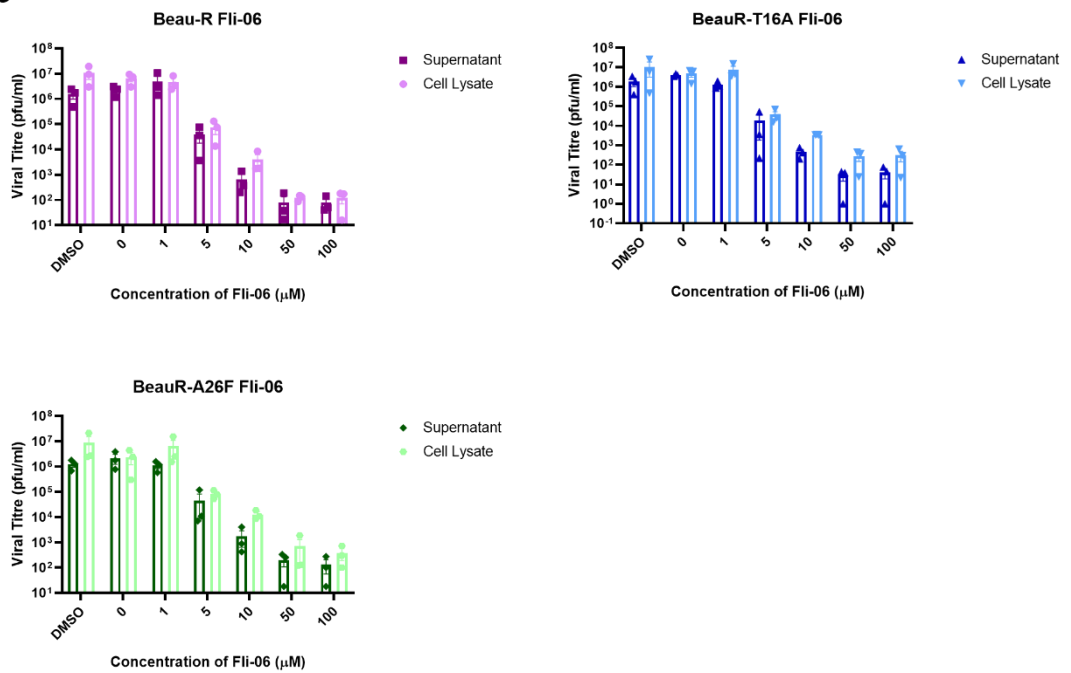 Beau-R Fli-06
Viral Titre (pfu/ml)
10⁸
10⁷
10⁶
10⁵
10⁴
10³
10²
10¹
DMSO 0 1 5 10 50 100
Concentration of Fli-06 (μM)
Supernatant
Cell Lysate
BeauR-T16A Fli-06
Viral Titre (pfu/ml)
10⁸
10⁷
10⁶
10⁵
10⁴
10³
10²
10¹
10⁰
10⁻¹
DMSO 0 1 5 10 50 100
Concentration of Fli-06 (μM)
Supernatant
Cell Lysate
BeauR-A26F Fli-06
Viral Titre (pfu/ml)
10⁸
10⁷
10⁶
10⁵
10⁴
10³
10²
10¹
DMSO 0 1 5 10 50 100
Concentration of Fli-06 (μM)
Supernatant
Cell Lysate